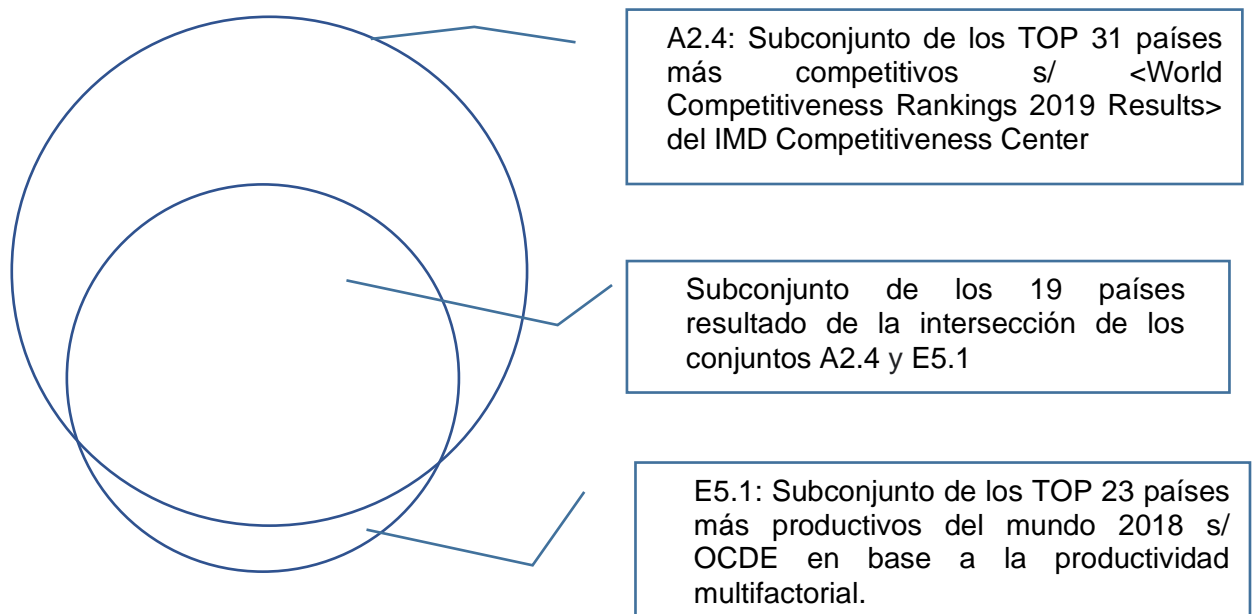 A2.4: Subconjunto de los TOP 31 países
más competitivos s/ <World
Competitiveness Rankings 2019 Results>
del IMD Competitiveness Center
Subconjunto de los 19 países
resultado de la intersección de los
conjuntos A2.4 y E5.1
E5.1: Subconjunto de los TOP 23 países
más productivos del mundo 2018 s/
OCDE en base a la productividad
multifactorial.